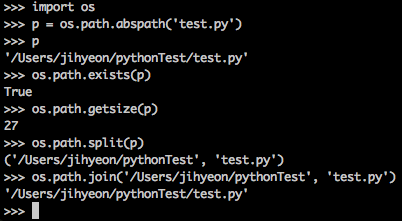 >>> import os
>>> p = os.path.abspath('test.py')
>>> p
'/Users/jihyeon/pythonTest/test.py'
>>> os.path.exists(p)
True
>>> os.path.getsize(p)
27
>>> os.path.split(p)
('/Users/jihyeon/pythonTest', 'test.py')
>>> os.path.join('/Users/jihyeon/pythonTest', 'test.py')
'/Users/jihyeon/pythonTest/test.py'
>>>